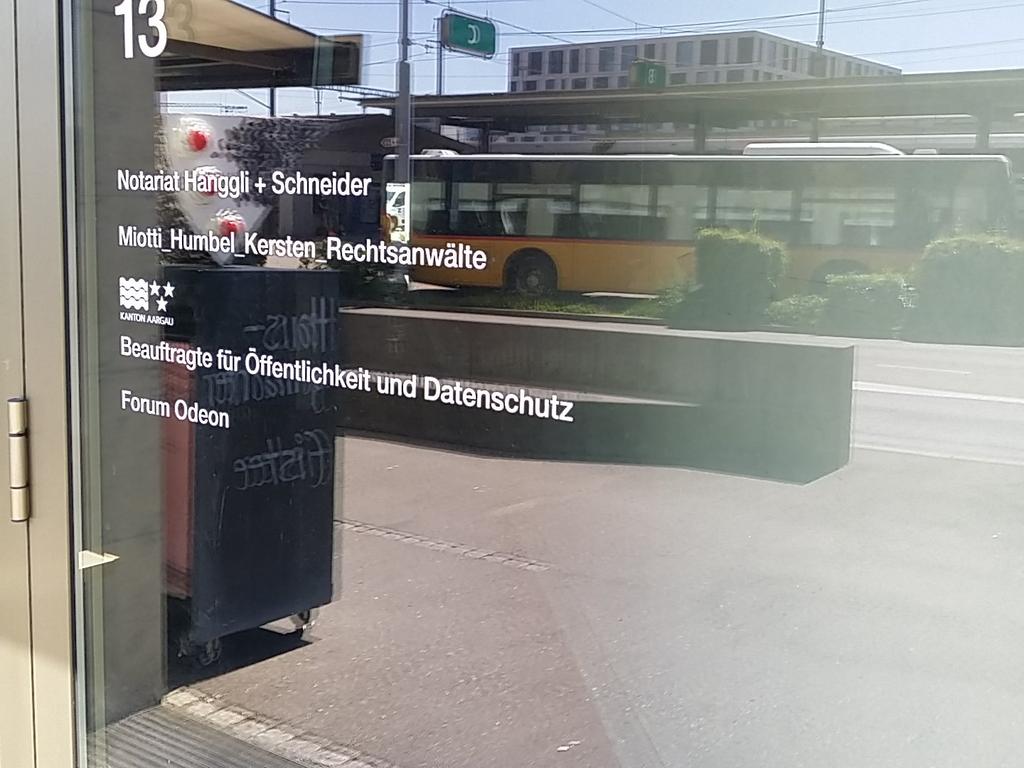 13
Notariat Hänggli + Schneider
Miotti_Humbel_Kersten_Rechtsanwälte
KANTON AARGAU
Beauftragte für Öffentlichkeit und Datenschutz
Forum Odeon